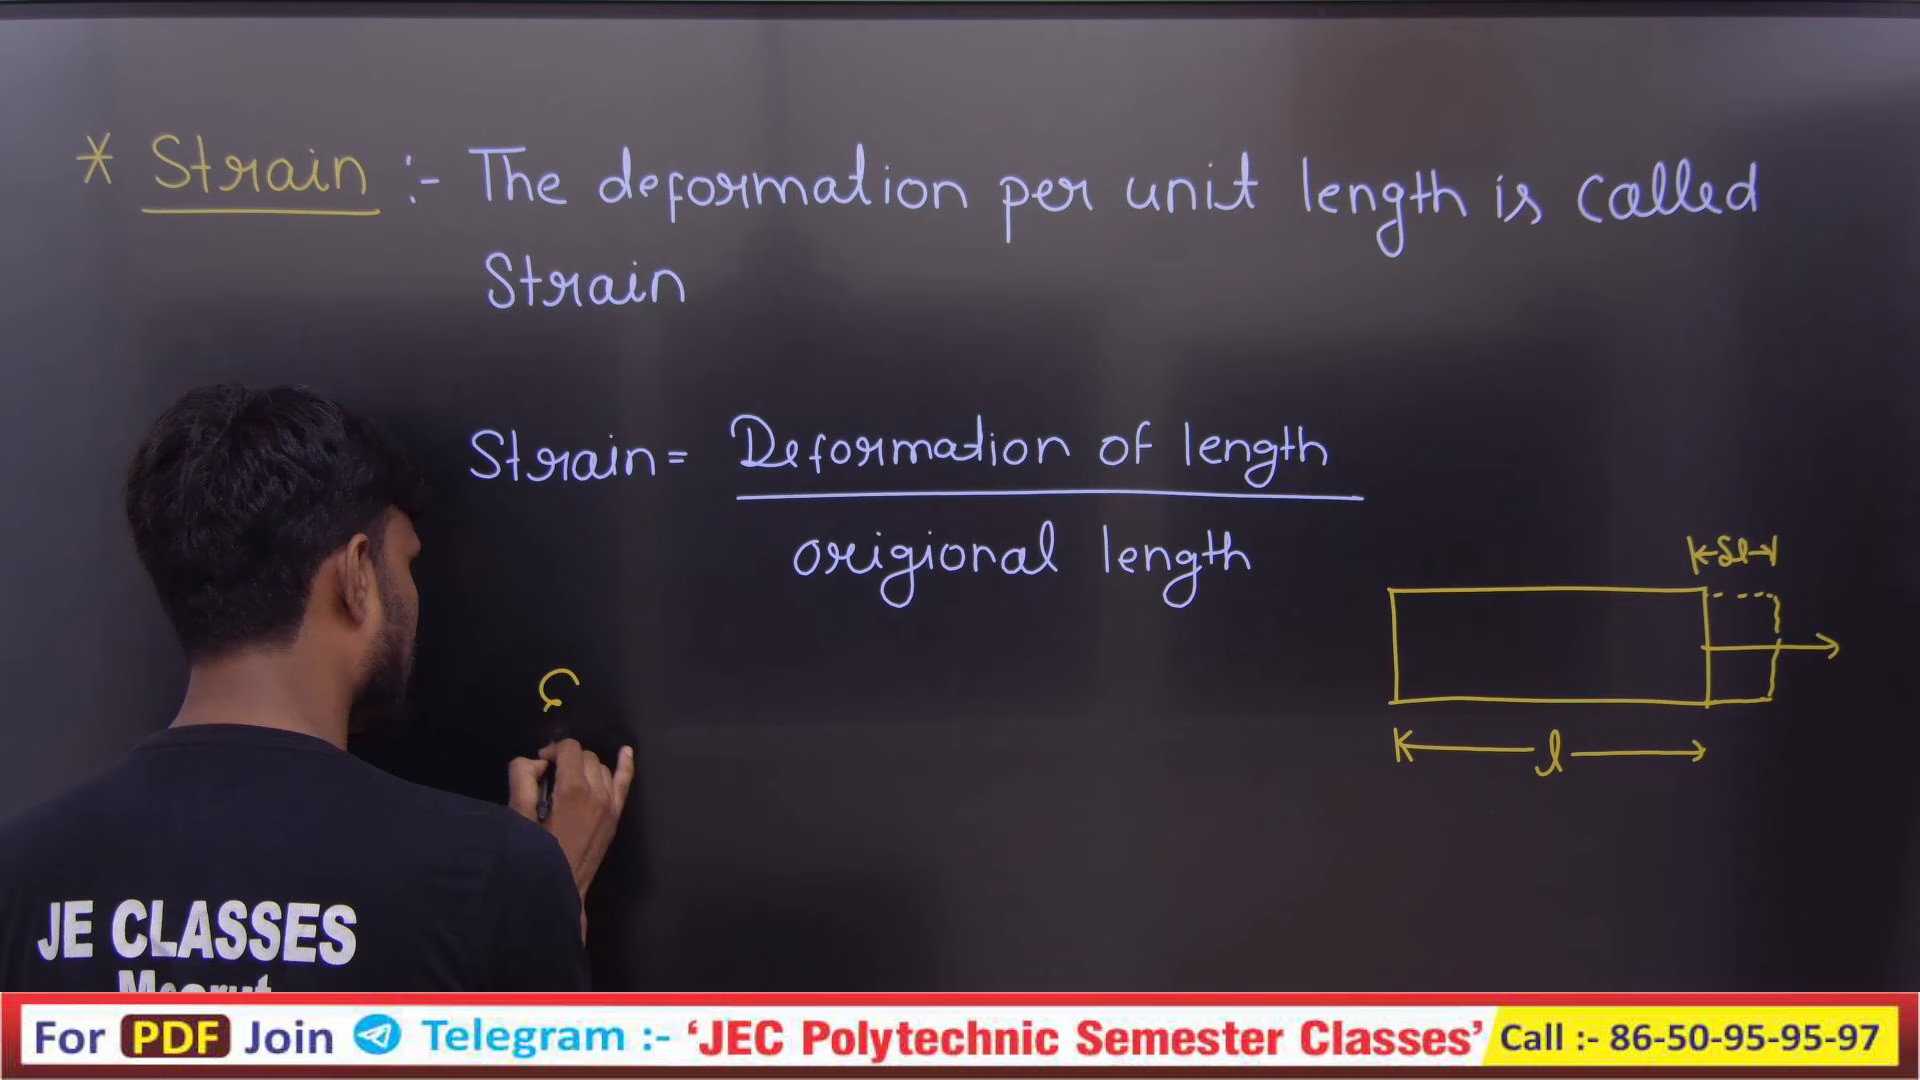 * Strain :- The deformation per unit length is called
Strain
Strain = Deformation of length
origional length
δl
l
JE CLASSES
Meerut
For PDF Join Telegram :- 'JEC Polytechnic Semester Classes' Call :- 86-50-95-95-97